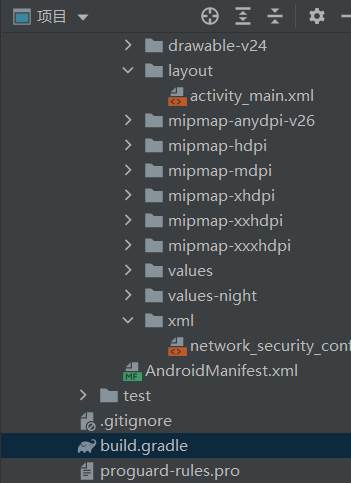 项目
drawable-v24
layout
activity_main.xml
mipmap-anydpi-v26
mipmap-hdpi
mipmap-mdpi
mipmap-xhdpi
mipmap-xxhdpi
mipmap-xxxhdpi
values
values-night
xml
network_security_conf
MF AndroidManifest.xml
test
.gitignore
build.gradle
proguard-rules.pro